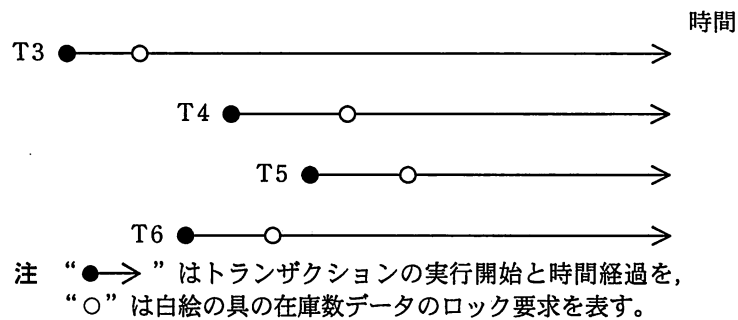 時間
T3
T4
T5
T6
注 “●→”はトランザクションの実行開始と時間経過を,
“○”は白絵の具の在庫数データのロック要求を表す。